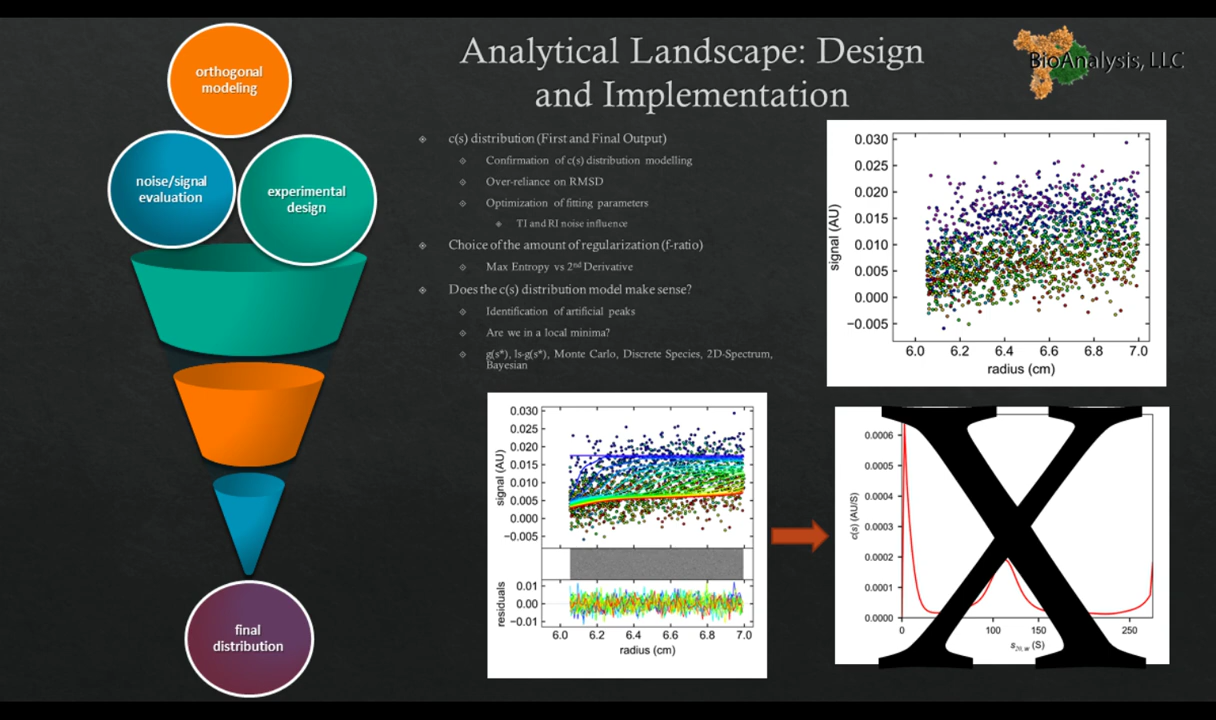 Analytical Landscape: Design
and Implementation
BioAnalysis, LLC
orthogonal
modeling
noise/signal
evaluation
experimental
design
final
distribution
c(s) distribution (First and Final Output)
Confirmation of c(s) distribution modelling
Over-reliance on RMSD
Optimization of fitting parameters
TI and RI noise influence
Choice of the amount of regularization (f-ratio)
Max Entropy vs 2nd Derivative
Does the c(s) distribution model make sense?
Identification of artificial peaks
Are we in a local minima?
g(s*), ls-g(s*), Monte Carlo, Discrete Species, 2D-Spectrum,
Bayesian
signal (AU)
0.030
0.025
0.020
0.015
0.010
0.005
0.000
−0.005
6.0 6.2 6.4 6.6 6.8 7.0
radius (cm)
signal (AU)
0.030
0.025
0.020
0.015
0.010
0.005
0.000
−0.005
residuals
0.01
0.00
−0.01
6.0 6.2 6.4 6.6 6.8 7.0
radius (cm)
c(s) (AU/S)
0.0006
0.0005
0.0004
0.0003
0.0002
0.0001
0.0000
0 100 150 250
s20,w (S)
X